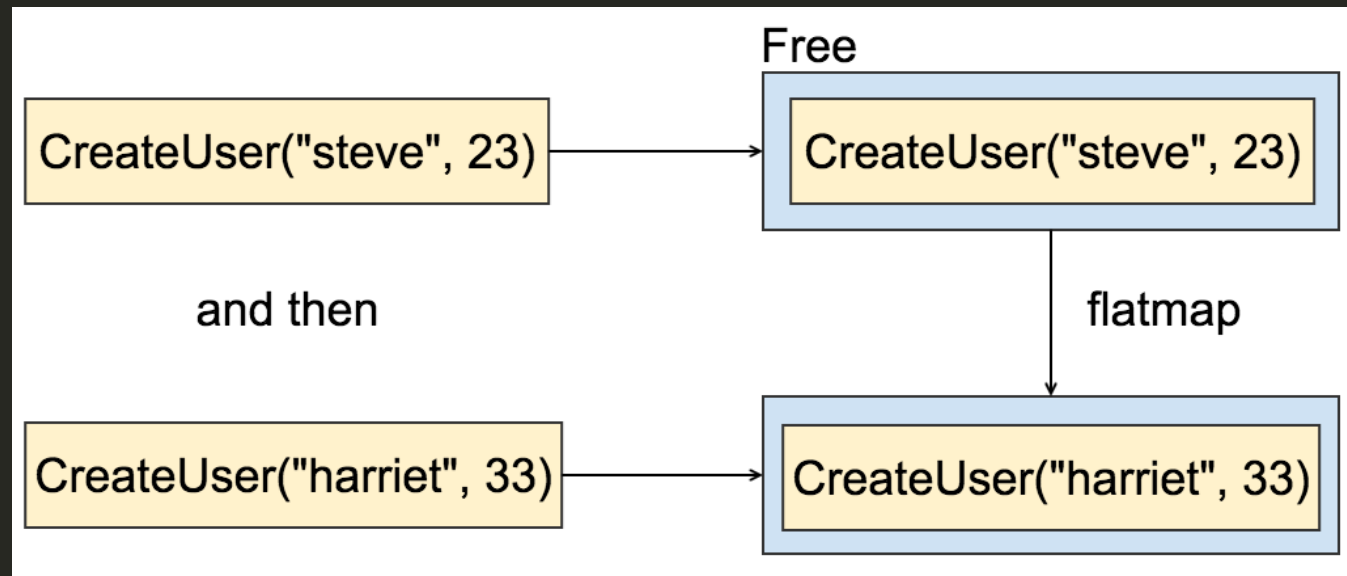 Free
CreateUser("steve", 23)
CreateUser("steve", 23)
and then
flatmap
CreateUser("harriet", 33)
CreateUser("harriet", 33)